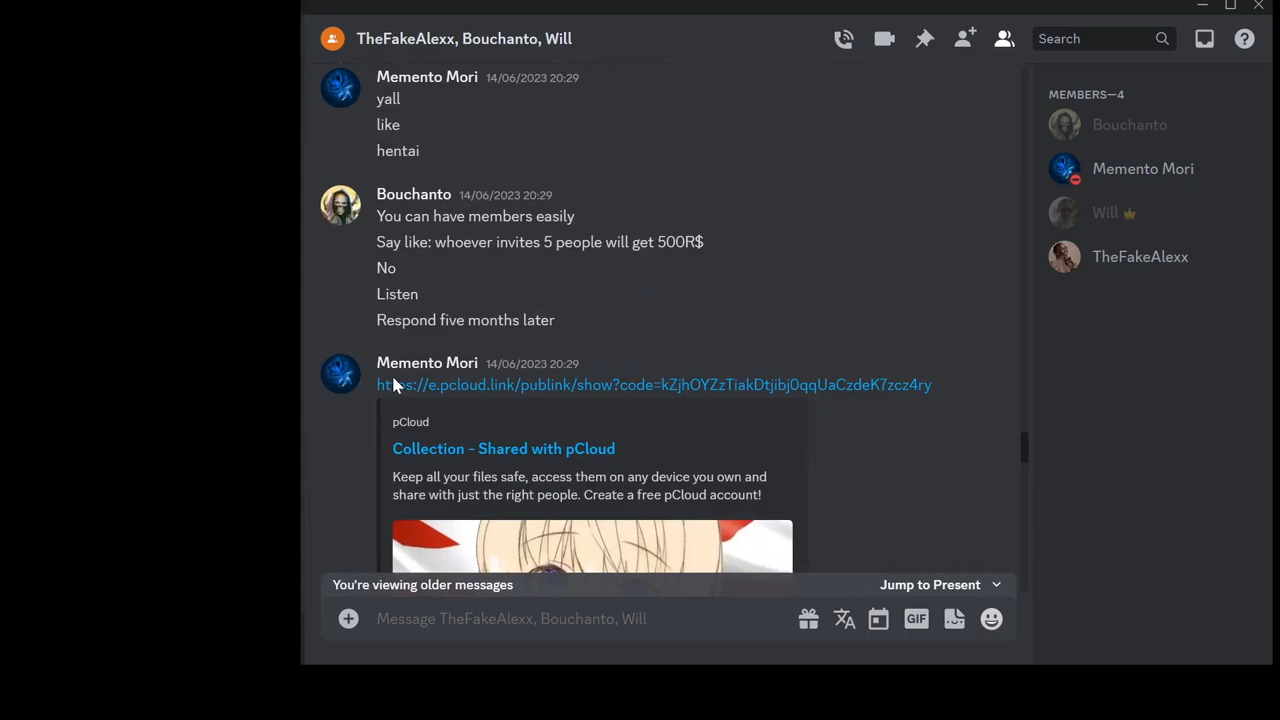 TheFakeAlexx, Bouchanto, Will
Search
Memento Mori 14/06/2023 20:29
yall
like
hentai
Bouchanto 14/06/2023 20:29
You can have members easily
Say like: whoever invites 5 people will get 500R$
No
Listen
Respond five months later
Memento Mori 14/06/2023 20:29
https://e.pcloud.link/publink/show?code=kZjhOYZzTiakDtjibj0qqUaCzdeK7zcz4ry
pCloud
Collection - Shared with pCloud
Keep all your files safe, access them on any device you own and
share with just the right people. Create a free pCloud account!
You're viewing older messages
Jump to Present
Message TheFakeAlexx, Bouchanto, Will
GIF
MEMBERS—4
Bouchanto
Memento Mori
Will
TheFakeAlexx